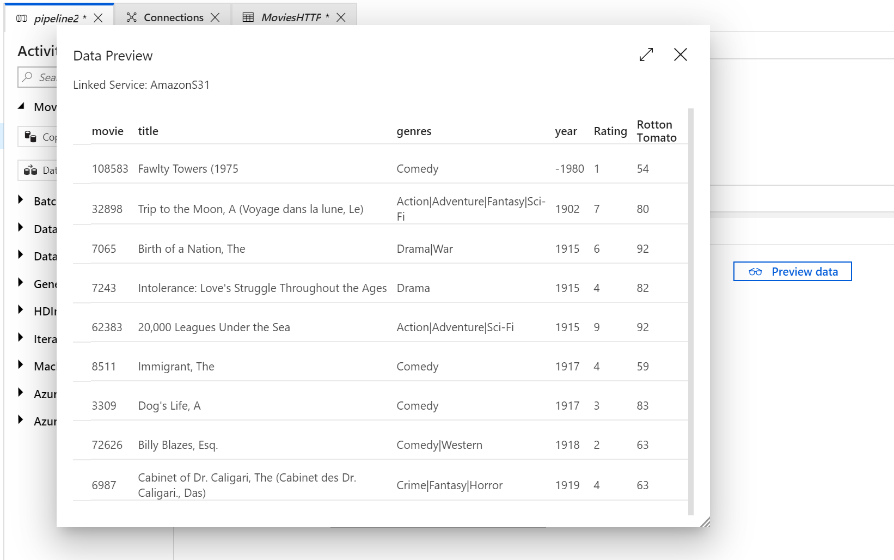 pipeline2 * Connections MoviesHTTP *
Data Preview
Linked Service: AmazonS31
movie title genres year Rating Rotton Tomato
108583 Fawlty Towers (1975 Comedy -1980 1 54
32898 Trip to the Moon, A (Voyage dans la lune, Le) Action|Adventure|Fantasy|Sci-
Fi 1902 7 80
7065 Birth of a Nation, The Drama|War 1915 6 92
7243 Intolerance: Love's Struggle Throughout the Ages Drama 1915 4 82
62383 20,000 Leagues Under the Sea Action|Adventure|Sci-Fi 1915 9 92
8511 Immigrant, The Comedy 1917 4 59
3309 Dog's Life, A Comedy 1917 3 83
72626 Billy Blazes, Esq. Comedy|Western 1918 2 63
6987 Cabinet of Dr. Caligari, The (Cabinet des Dr.
Caligari., Das) Crime|Fantasy|Horror 1919 4 63
Activi
Sea
Mov
Co
Dat
Batc
Data
Data
Gene
HDIn
Itera
Mac
Azur
Azur
Preview data